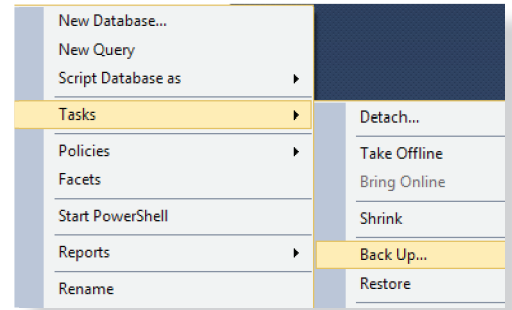 New Database...
New Query
Script Database as
Tasks
Policies
Facets
Start PowerShell
Reports
Rename
Detach...
Take Offline
Bring Online
Shrink
Back Up...
Restore